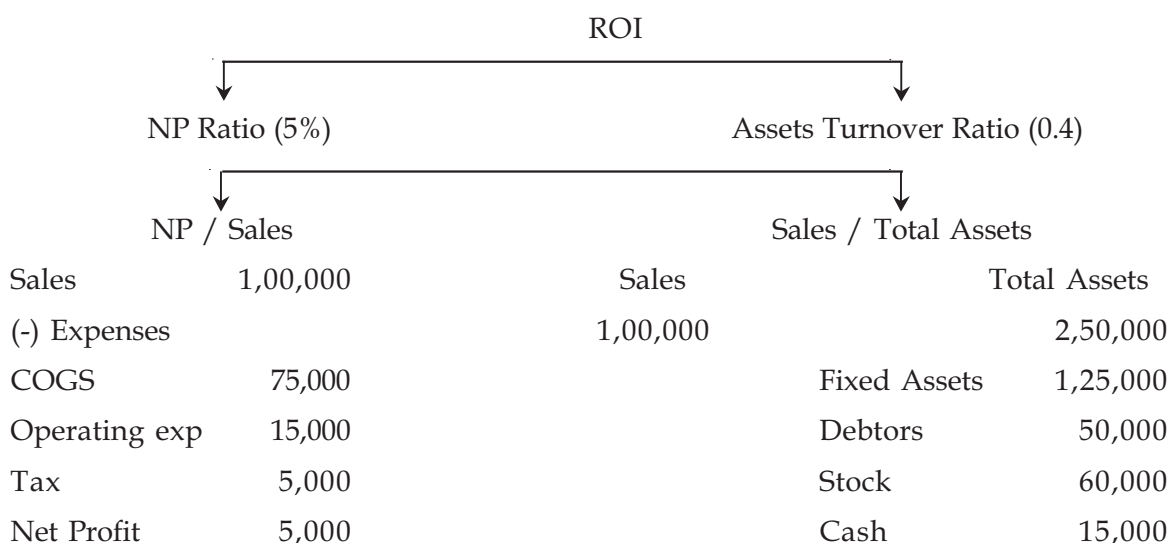 ROI
NP Ratio (5%) Assets Turnover Ratio (0.4)
NP / Sales Sales / Total Assets
Sales 1,00,000 Sales Total Assets
(-) Expenses 1,00,000 2,50,000
COGS 75,000 Fixed Assets 1,25,000
Operating exp 15,000 Debtors 50,000
Tax 5,000 Stock 60,000
Net Profit 5,000 Cash 15,000